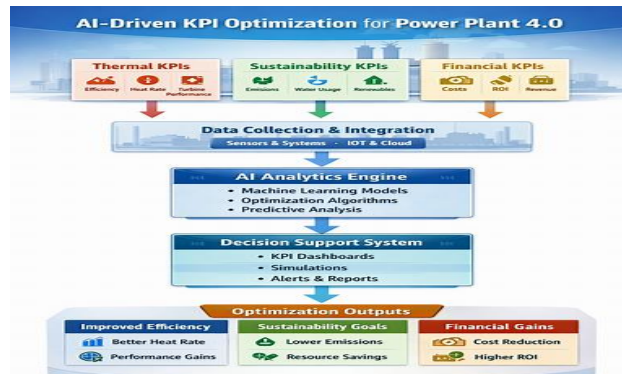 AI-Driven KPI Optimization for Power Plant 4.0
Thermal KPIs
Efficiency
Heat Rate
Turbine
Performance
Sustainability KPIs
Emissions
Water Usage
Renewables
Financial KPIs
Costs
ROI
Revenue
Data Collection & Integration
Sensors & Systems - IOT & Cloud
AI Analytics Engine
• Machine Learning Models
• Optimization Algorithms
• Predictive Analysis
Decision Support System
• KPI Dashboards
• Simulations
• Alerts & Reports
Optimization Outputs
Improved Efficiency
Better Heat Rate
Performance Gains
Sustainability Goals
Lower Emissions
Resource Savings
Financial Gains
Cost Reduction
Higher ROI